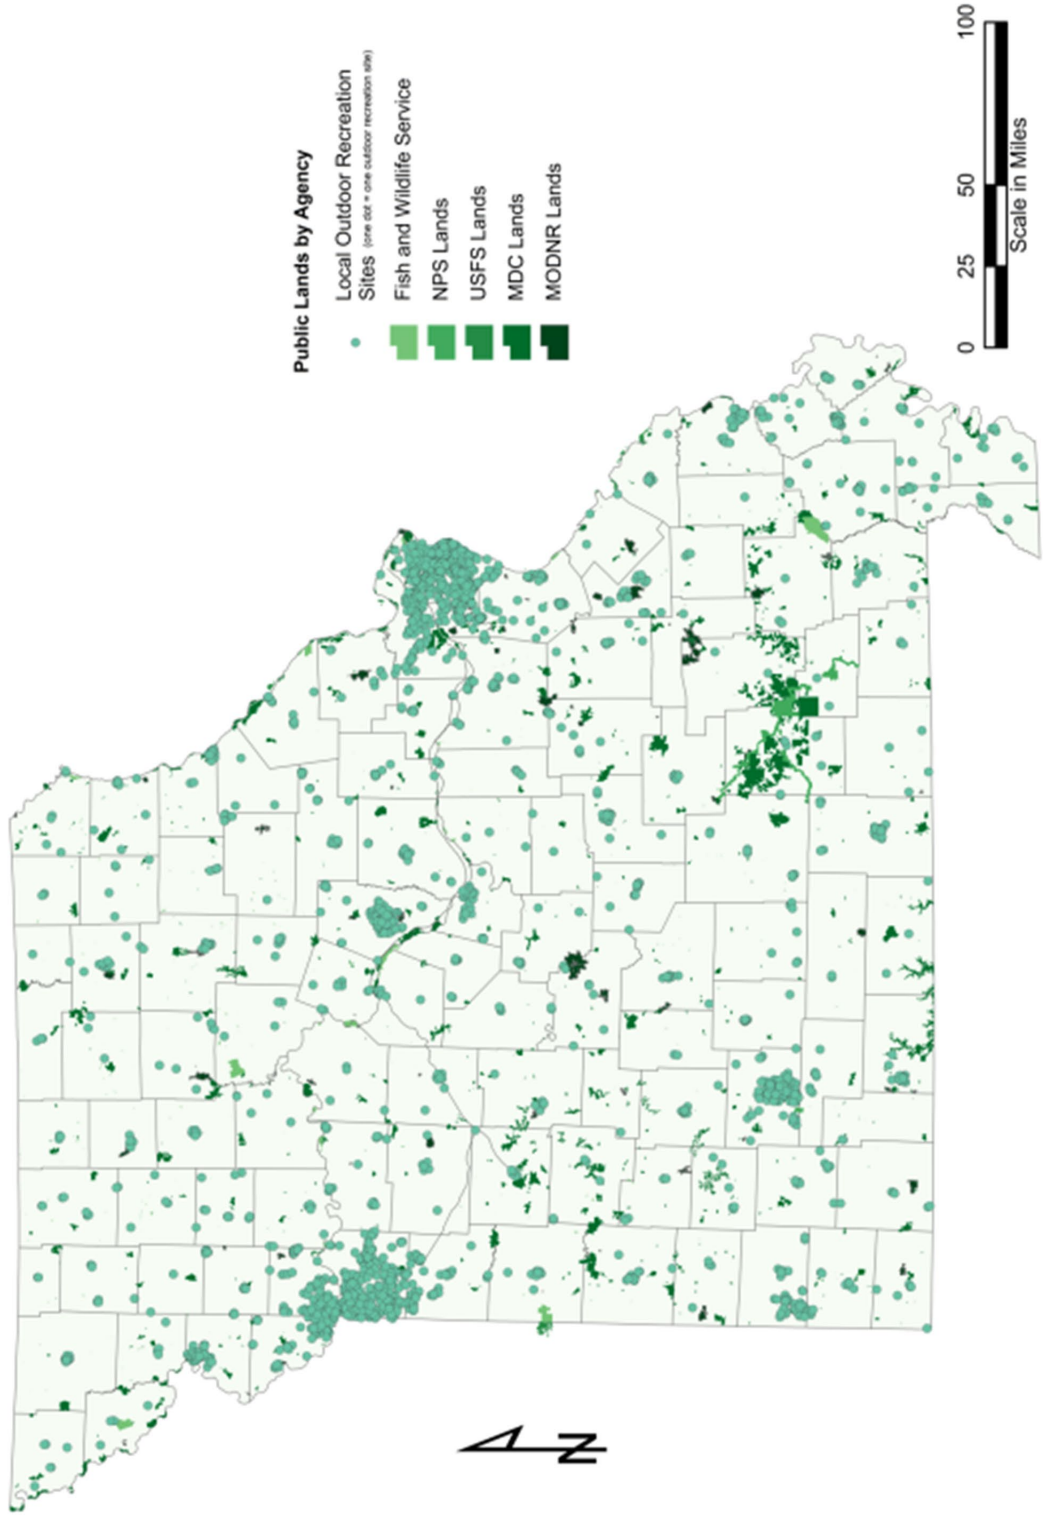 Public Lands by Agency
Local Outdoor Recreation
Sites (one dot = one outdoor recreation site)
Fish and Wildlife Service
NPS Lands
USFS Lands
MDC Lands
MODNR Lands
0 25 50 100
Scale in Miles
N